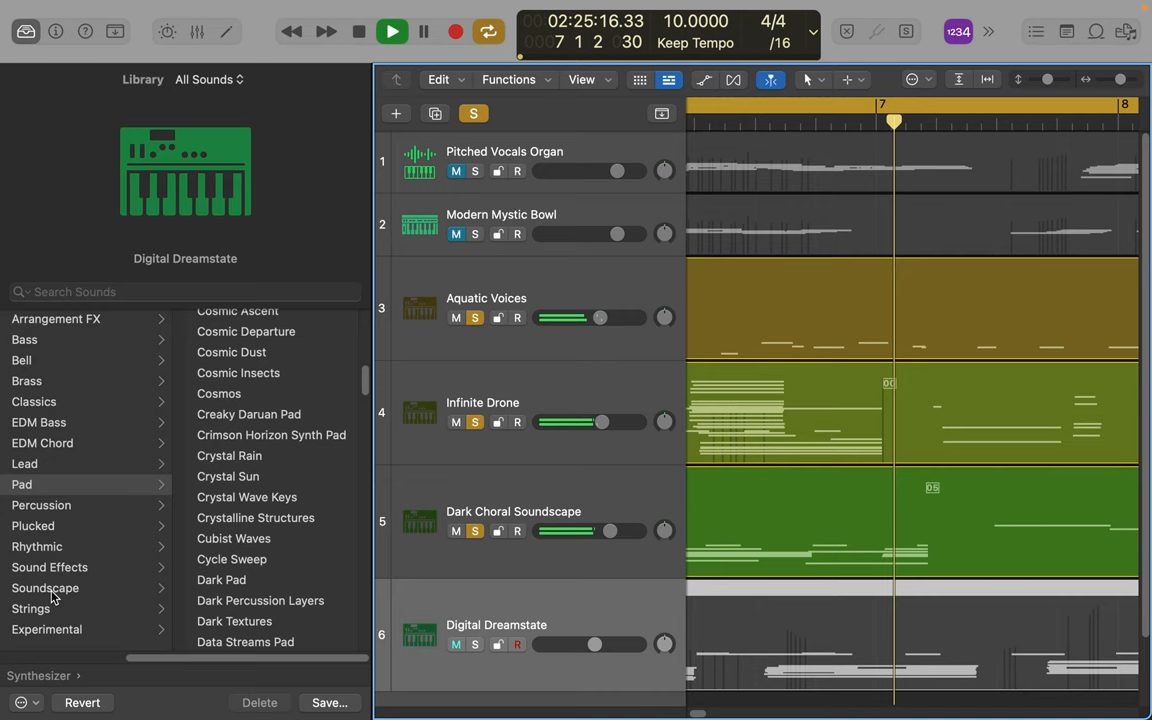 02:25:16.33
10.0000
4/4
7 1 2 030
Keep Tempo
/16
1234
Library All Sounds
Edit
Functions
View
7
8
S
Digital Dreamstate
Search Sounds
Arrangement FX
Bass
Bell
Brass
Classics
EDM Bass
EDM Chord
Lead
Pad
Percussion
Plucked
Rhythmic
Sound Effects
Soundscape
Strings
Experimental
Cosmic Ascent
Cosmic Departure
Cosmic Dust
Cosmic Insects
Cosmos
Creaky Daruan Pad
Crimson Horizon Synth Pad
Crystal Rain
Crystal Sun
Crystal Wave Keys
Crystalline Structures
Cubist Waves
Cycle Sweep
Dark Pad
Dark Percussion Layers
Dark Textures
Data Streams Pad
Synthesizer
Revert
Delete
Save...
1
Pitched Vocals Organ
M S R
2
Modern Mystic Bowl
M S R
3
Aquatic Voices
M S R
4
Infinite Drone
M S R
5
Dark Choral Soundscape
M S R
05
6
Digital Dreamstate
M S R